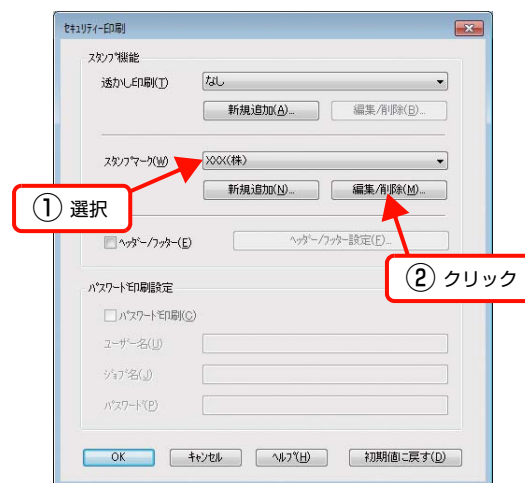 セキュリティー印刷
スタンプ機能
透かし印刷(T) なし
新規追加(A)... 編集/削除(B)...
スタンプマーク(W) XXX(株)
新規追加(N)... 編集/削除(M)...
① 選択
ヘッダー/フッター(E) ヘッダー/フッター設定(F)...
② クリック
パスワード印刷設定
パスワード印刷(C)
ユーザー名(U)
ジョブ名(J)
パスワード(P)
OK キャンセル ヘルプ(H) 初期値に戻す(D)